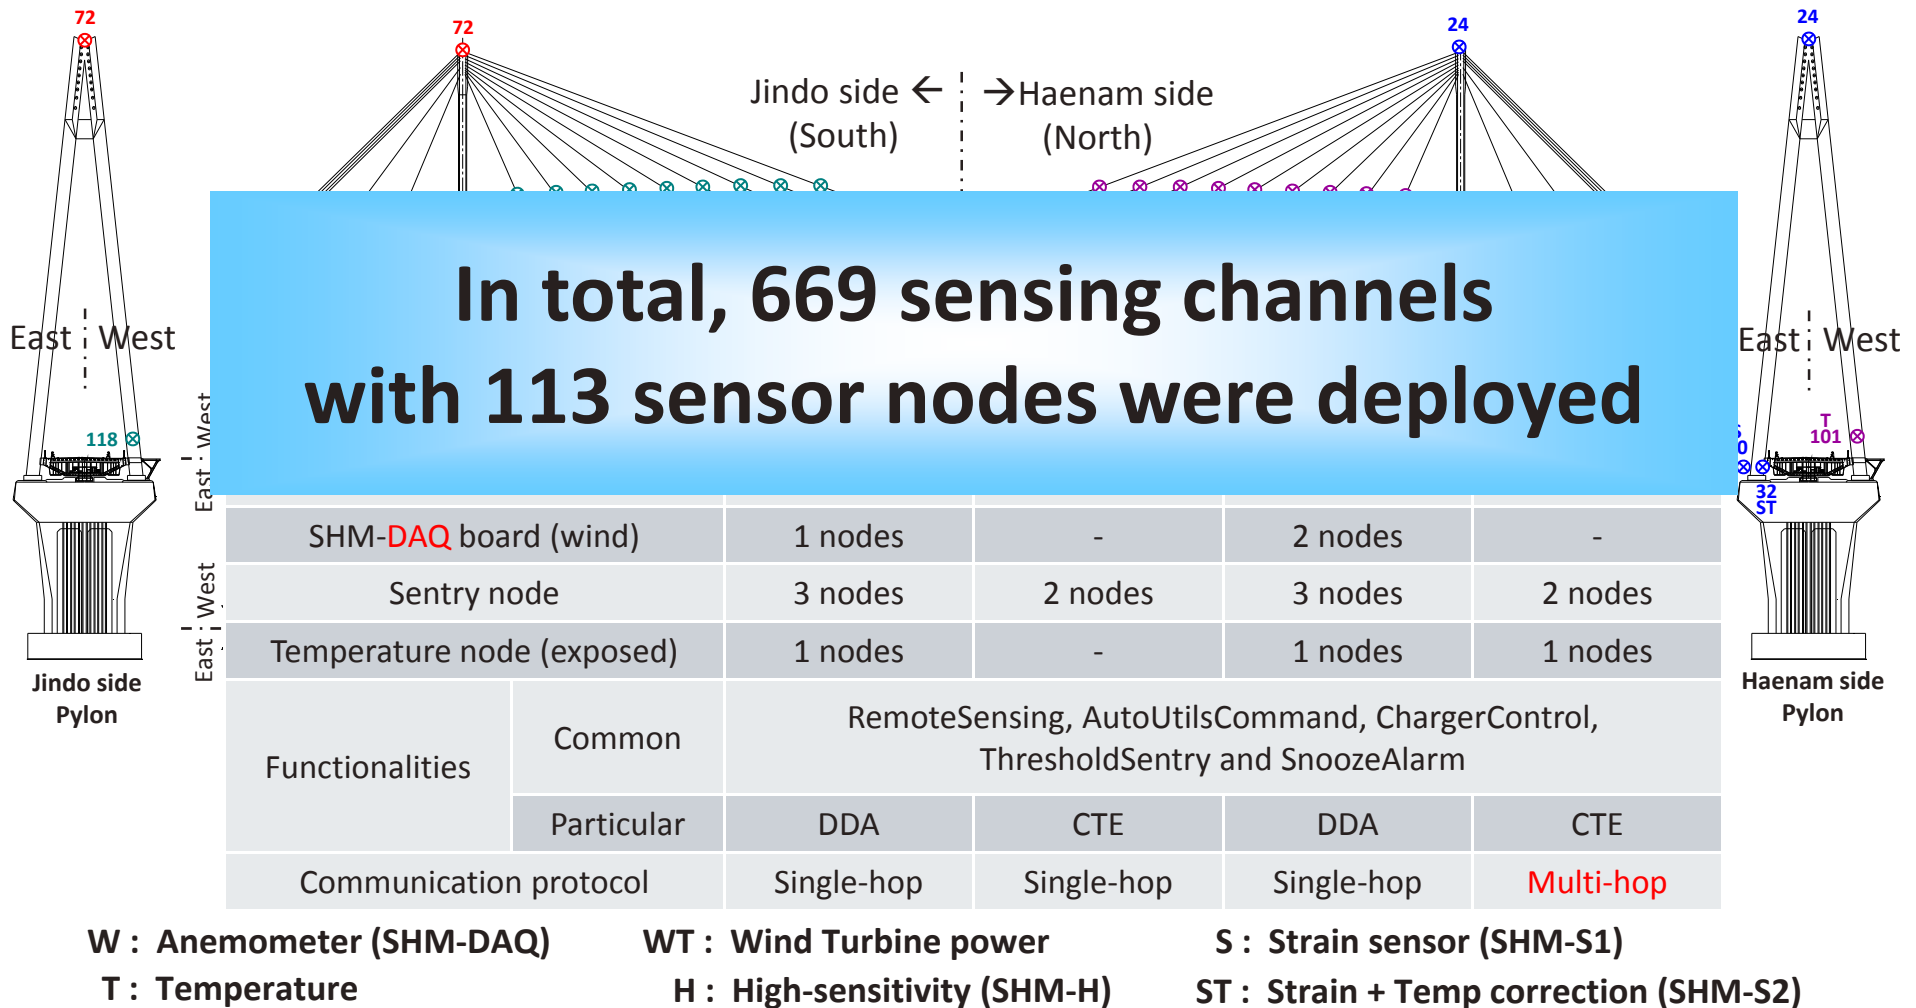 72
72
24
24
Jindo side ← → Haenam side
(South) (North)
In total, 669 sensing channels
with 113 sensor nodes were deployed
East West
East West
118
T
101
32
ST
East West
East West
SHM-DAQ board (wind) 1 nodes - 2 nodes -
Sentry node 3 nodes 2 nodes 3 nodes 2 nodes
Temperature node (exposed) 1 nodes - 1 nodes 1 nodes
Jindo side
Pylon
Haenam side
Pylon
Functionalities
Common
RemoteSensing, AutoUtilsCommand, ChargerControl,
ThresholdSentry and SnoozeAlarm
Particular DDA CTE DDA CTE
Communication protocol Single-hop Single-hop Single-hop Multi-hop
W : Anemometer (SHM-DAQ) WT : Wind Turbine power S : Strain sensor (SHM-S1)
T : Temperature H : High-sensitivity (SHM-H) ST : Strain + Temp correction (SHM-S2)